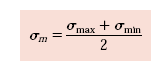 σₘ = (σmax + σmin) / 2